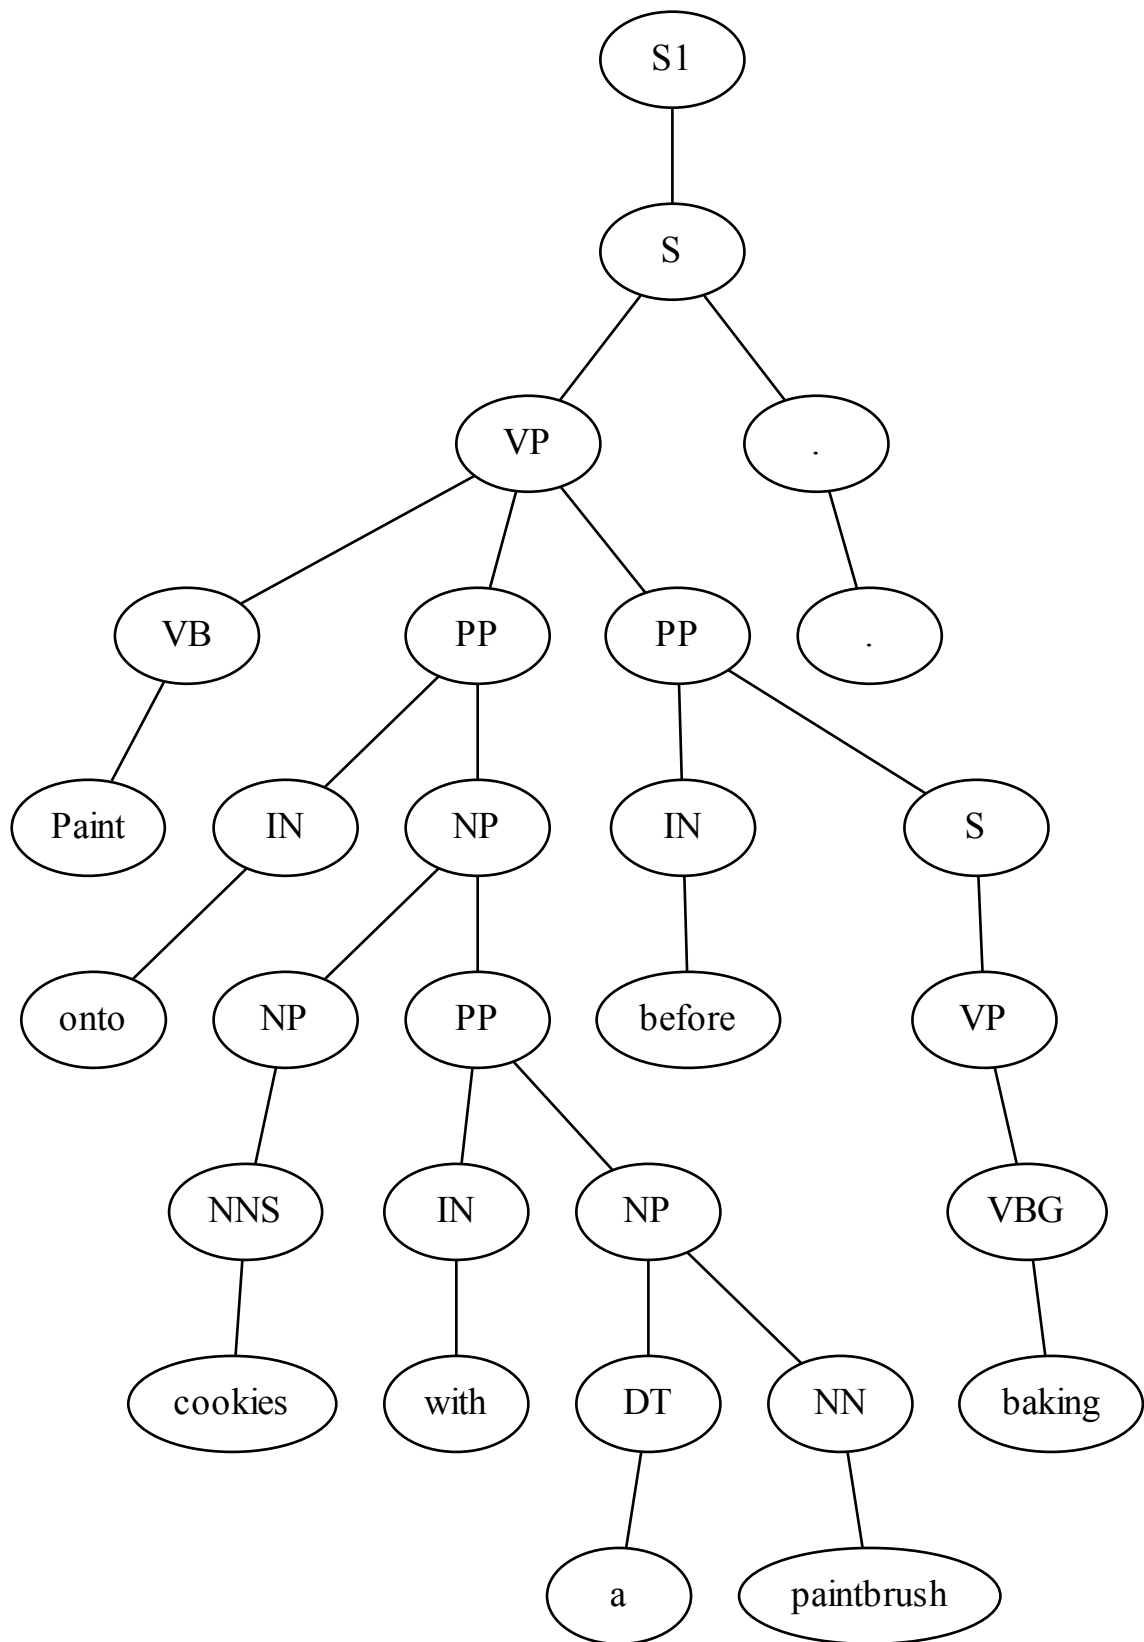 S1
S
VP .
VB PP PP .
Paint IN NP IN S
onto NP PP before VP
NNS IN NP VBG
cookies with DT NN baking
a paintbrush